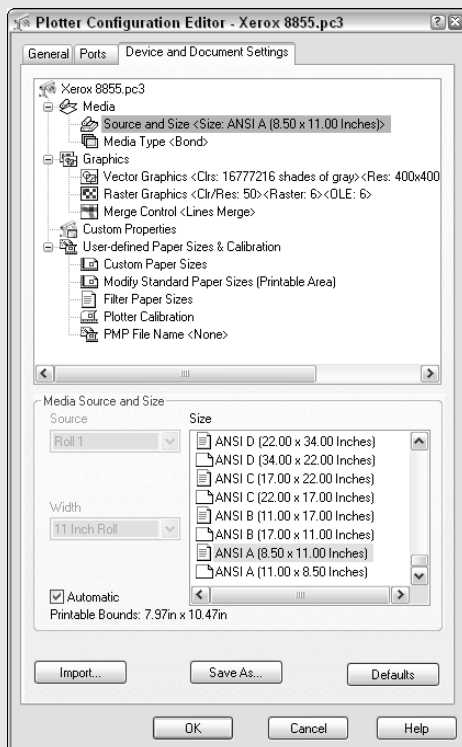 Plotter Configuration Editor - Xerox 8855.pc3
General Ports Device and Document Settings
Xerox 8855.pc3
Media
Source and Size <Size: ANSI A (8.50 x 11.00 Inches)>
Media Type <Bond>
Graphics
Vector Graphics <Clrs: 16777216 shades of gray><Res: 400x400
Raster Graphics <Clr/Res: 50><Raster: 6><OLE: 6>
Merge Control <Lines Merge>
Custom Properties
User-defined Paper Sizes & Calibration
Custom Paper Sizes
Modify Standard Paper Sizes (Printable Area)
Filter Paper Sizes
Plotter Calibration
PMP File Name <None>
Media Source and Size
Source
Roll 1
Width
11 Inch Roll
Automatic
Size
ANSI D (22.00 x 34.00 Inches)
ANSI D (34.00 x 22.00 Inches)
ANSI C (17.00 x 22.00 Inches)
ANSI C (22.00 x 17.00 Inches)
ANSI B (11.00 x 17.00 Inches)
ANSI B (17.00 x 11.00 Inches)
ANSI A (8.50 x 11.00 Inches)
ANSI A (11.00 x 8.50 Inches)
Printable Bounds: 7.97in x 10.47in
Import... Save As... Defaults
OK Cancel Help